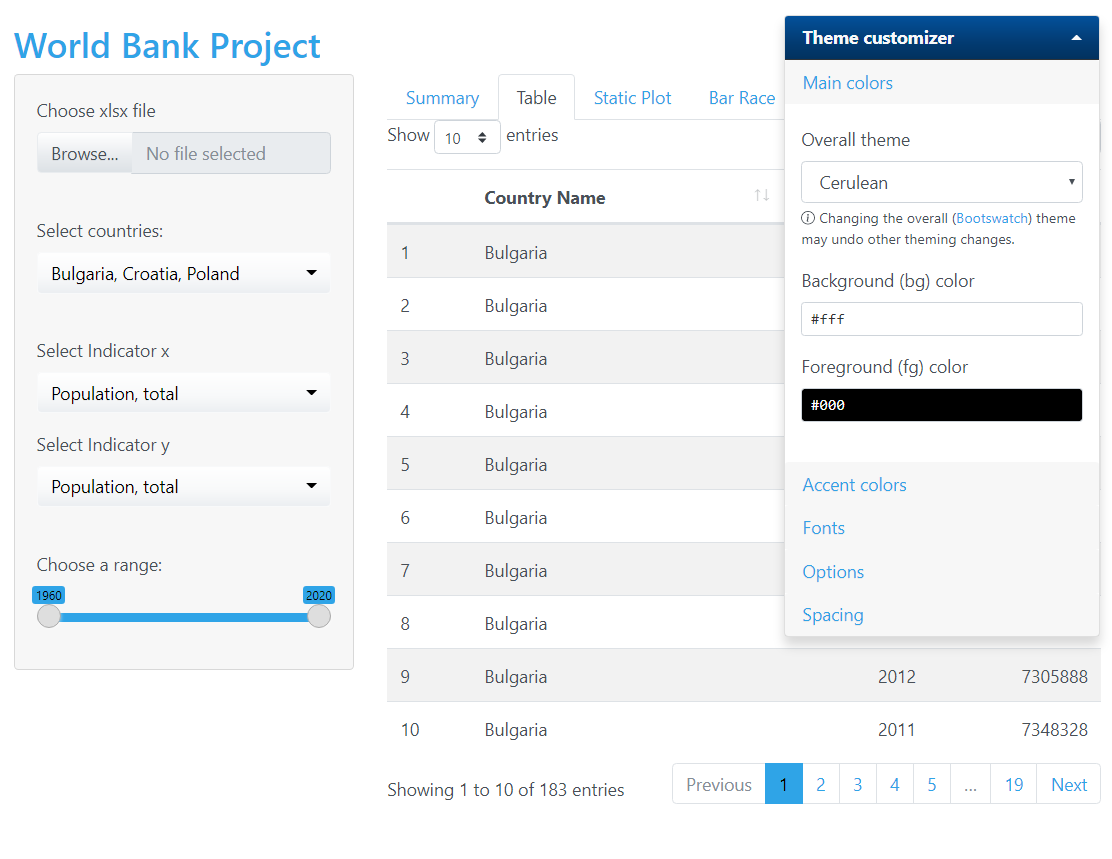 World Bank Project
Choose xlsx file
Browse... No file selected
Select countries:
Bulgaria, Croatia, Poland
Select Indicator x
Population, total
Select Indicator y
Population, total
Choose a range:
1960 2020
Summary Table Static Plot Bar Race
Show 10 entries
Country Name
1 Bulgaria
2 Bulgaria
3 Bulgaria
4 Bulgaria
5 Bulgaria
6 Bulgaria
7 Bulgaria
8 Bulgaria
9 Bulgaria 2012 7305888
10 Bulgaria 2011 7348328
Showing 1 to 10 of 183 entries
Previous 1 2 3 4 5 ... 19 Next
Theme customizer
Main colors
Overall theme
Cerulean
Changing the overall (Bootswatch) theme
may undo other theming changes.
Background (bg) color
#fff
Foreground (fg) color
#000
Accent colors
Fonts
Options
Spacing